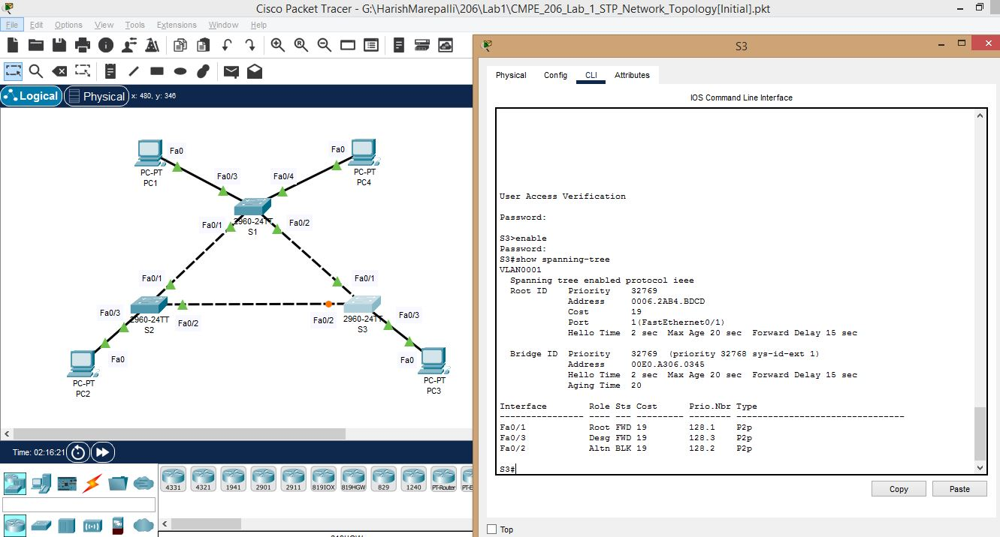 Cisco Packet Tracer - G:\HarishMarepalli\206\Lab1\CMPE_206_Lab_1_STP_Network_Topology[Initial].pkt
File Edit Options View Tools Extensions Window Help
Logical Physical x: 480, y: 346
Fa0
Fa0
PC-PT
PC1
PC-PT
PC4
Fa0/3
Fa0/4
2960-24TT
S1
Fa0/1
Fa0/2
Fa0/1
Fa0/1
Fa0/3
2960-24TT
S2
Fa0/2
Fa0/2
2960-24TT
S3
Fa0/3
Fa0
PC-PT
PC2
Fa0
PC-PT
PC3
Time: 02:16:21
4331 4321 1941 2901 2911 819IOX 819HGW 829 1240 PT-Router PT-E
819HGW
S3
Physical Config CLI Attributes
IOS Command Line Interface
User Access Verification
Password:
S3>enable
Password:
S3#show spanning-tree
VLAN0001
Spanning tree enabled protocol ieee
Root ID Priority 32769
Address 0006.2AB4.BDCD
Cost 19
Port 1(FastEthernet0/1)
Hello Time 2 sec Max Age 20 sec Forward Delay 15 sec
Bridge ID Priority 32769 (priority 32768 sys-id-ext 1)
Address 00E0.A306.0345
Hello Time 2 sec Max Age 20 sec Forward Delay 15 sec
Aging Time 20
Interface Role Sts Cost Prio.Nbr Type
---------------- ---- --- --------- -------- --------------------------------
Fa0/1 Root FWD 19 128.1 P2p
Fa0/3 Desg FWD 19 128.3 P2p
Fa0/2 Altn BLK 19 128.2 P2p
S3#
Copy Paste
Top